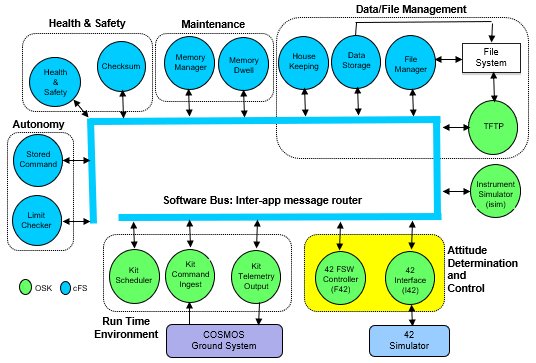 Health & Safety
Maintenance
Data/File Management
Health
&
Safety
Checksum
Memory
Manager
Memory
Dwell
House
Keeping
Data
Storage
File
Manager
File
System
TFTP
Autonomy
Stored
Command
Limit
Checker
Instrument
Simulator
(isim)
Software Bus: Inter-app message router
Kit
Scheduler
Kit
Command
Ingest
Kit
Telemetry
Output
42 FSW
Controller
(F42)
42
Interface
(I42)
Attitude
Determination
and
Control
OSK
cFS
Run Time
Environment
COSMOS
Ground System
42
Simulator